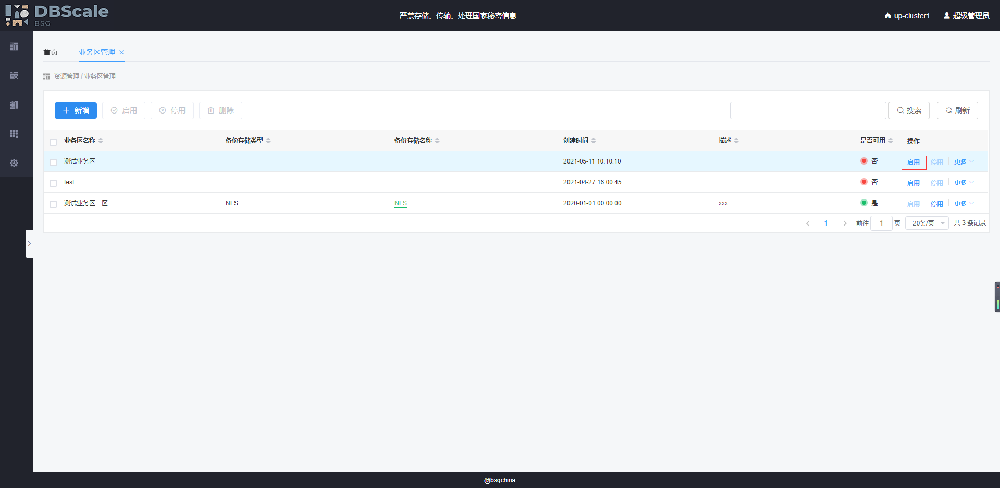 DBScale
BSG
严禁存储、传输、处理国家秘密信息
up-cluster1 超级管理员
首页 业务区管理
资源管理 / 业务区管理
新增 启用 停用 删除 搜索 刷新
业务区名称 备份存储类型 备份存储名称 创建时间 描述 是否可用 操作
测试业务区 2021-05-11 10:10:10 否 启用 停用 更多
test 2021-04-27 16:00:45 否 启用 停用 更多
测试业务区一区 NFS NFS 2020-01-01 00:00:00 xxx 是 启用 停用 更多
1 前往 1 页 20条/页 共 3 条记录
@bsgchina